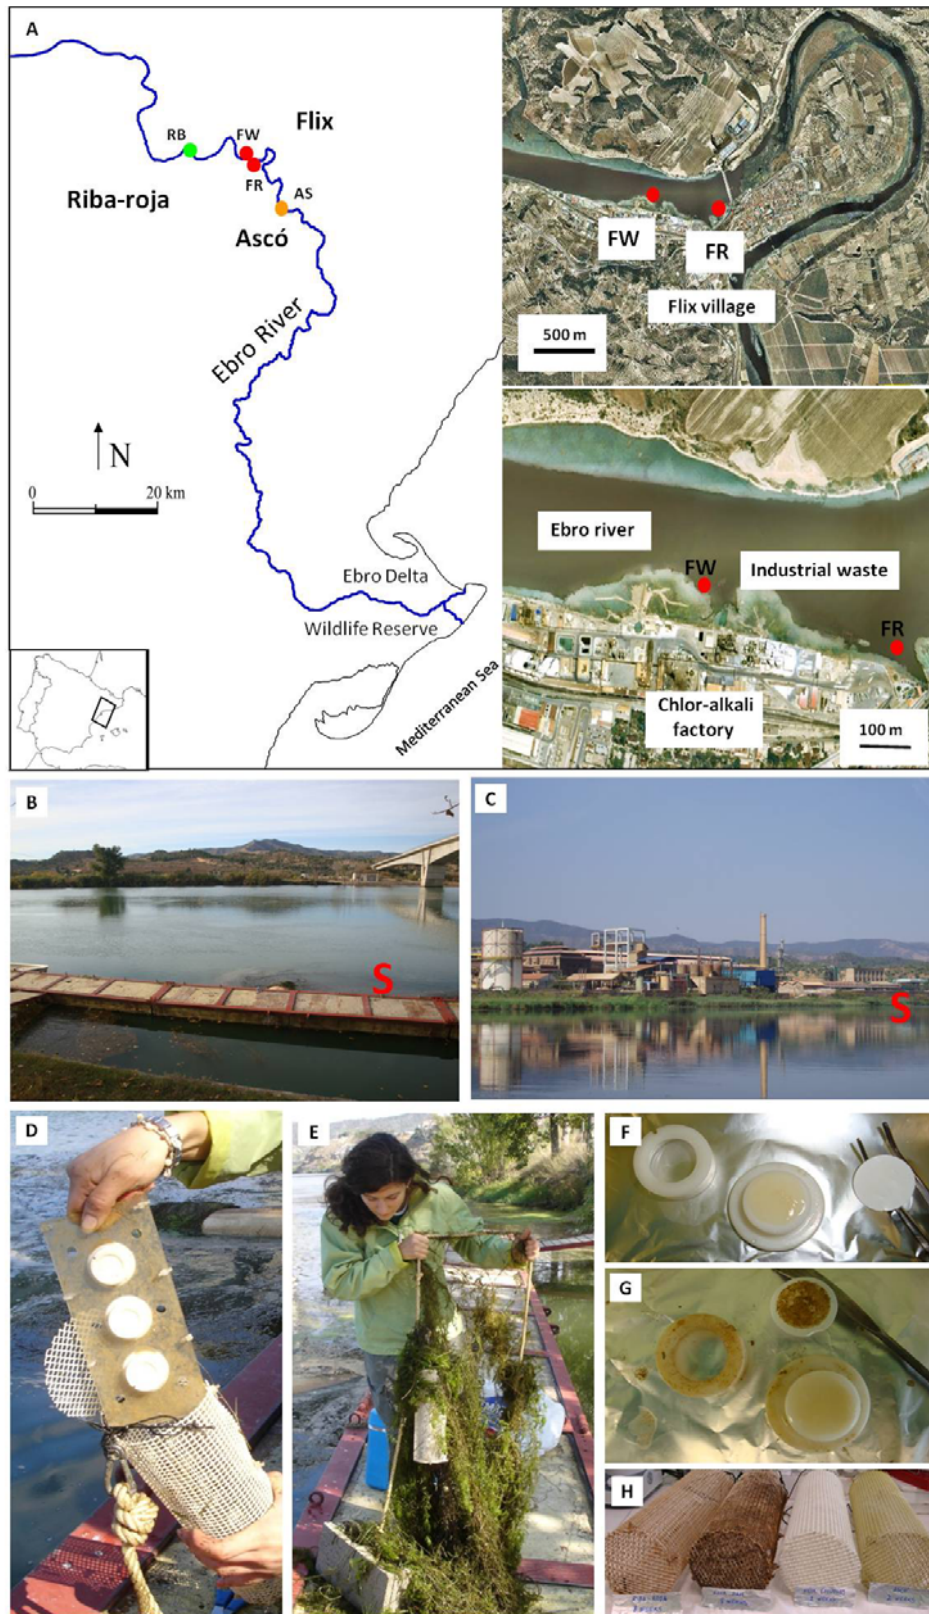 A
RB
FW
Flix
FR
Riba-roja
AS
Ascó
Ebro River
N
0 20 km
Ebro Delta
Wildlife Reserve
Mediterranean Sea
FW
FR
Flix village
500 m
Ebro river
FW
Industrial waste
FR
Chlor-alkali
factory
100 m
B
S
C
S
D
E
F
G
H